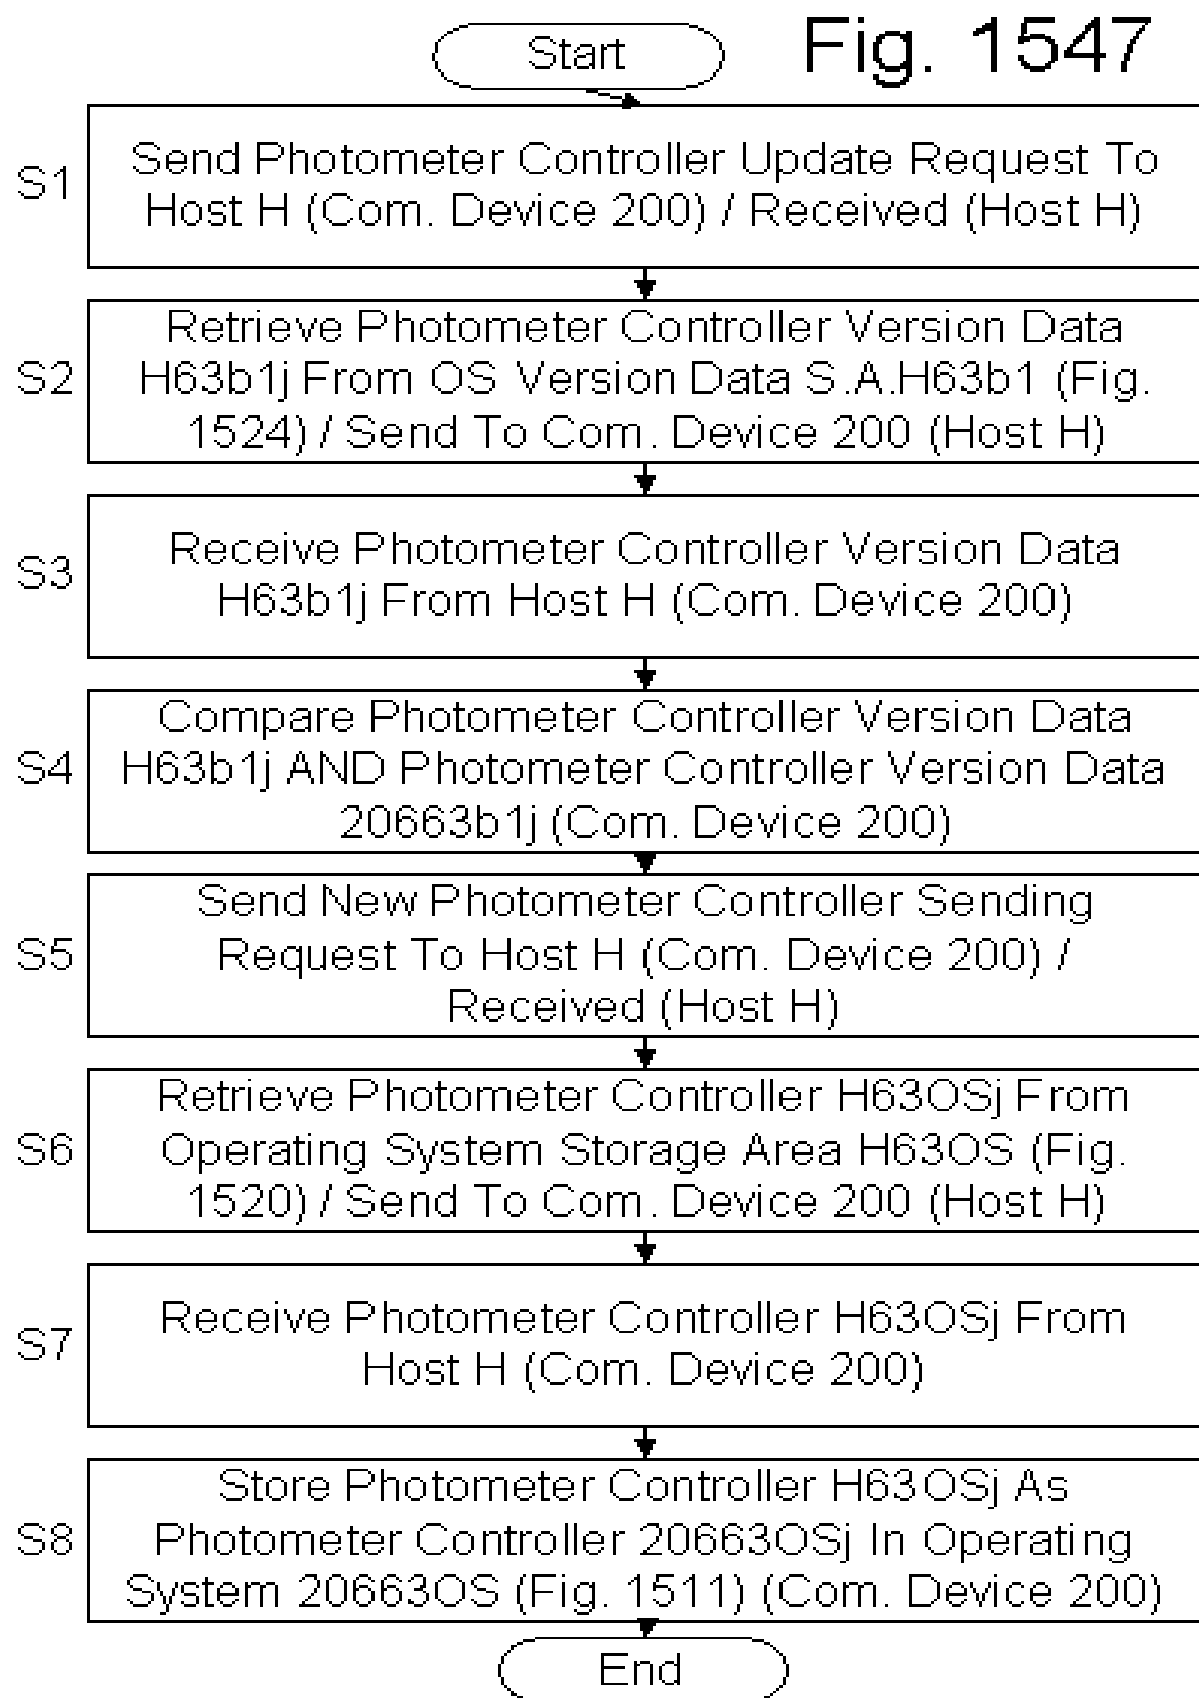 Start
Fig. 1547
S1
Send Photometer Controller Update Request To
Host H (Com. Device 200) / Received (Host H)
S2
Retrieve Photometer Controller Version Data
H63b1j From OS Version Data S.A.H63b1 (Fig.
1524) / Send To Com. Device 200 (Host H)
S3
Receive Photometer Controller Version Data
H63b1j From Host H (Com. Device 200)
S4
Compare Photometer Controller Version Data
H63b1j AND Photometer Controller Version Data
20663b1j (Com. Device 200)
S5
Send New Photometer Controller Sending
Request To Host H (Com. Device 200) /
Received (Host H)
S6
Retrieve Photometer Controller H63OSj From
Operating System Storage Area H63OS (Fig.
1520) / Send To Com. Device 200 (Host H)
S7
Receive Photometer Controller H63OSj From
Host H (Com. Device 200)
S8
Store Photometer Controller H63OSj As
Photometer Controller 20663OSj In Operating
System 20663OS (Fig. 1511) (Com. Device 200)
End